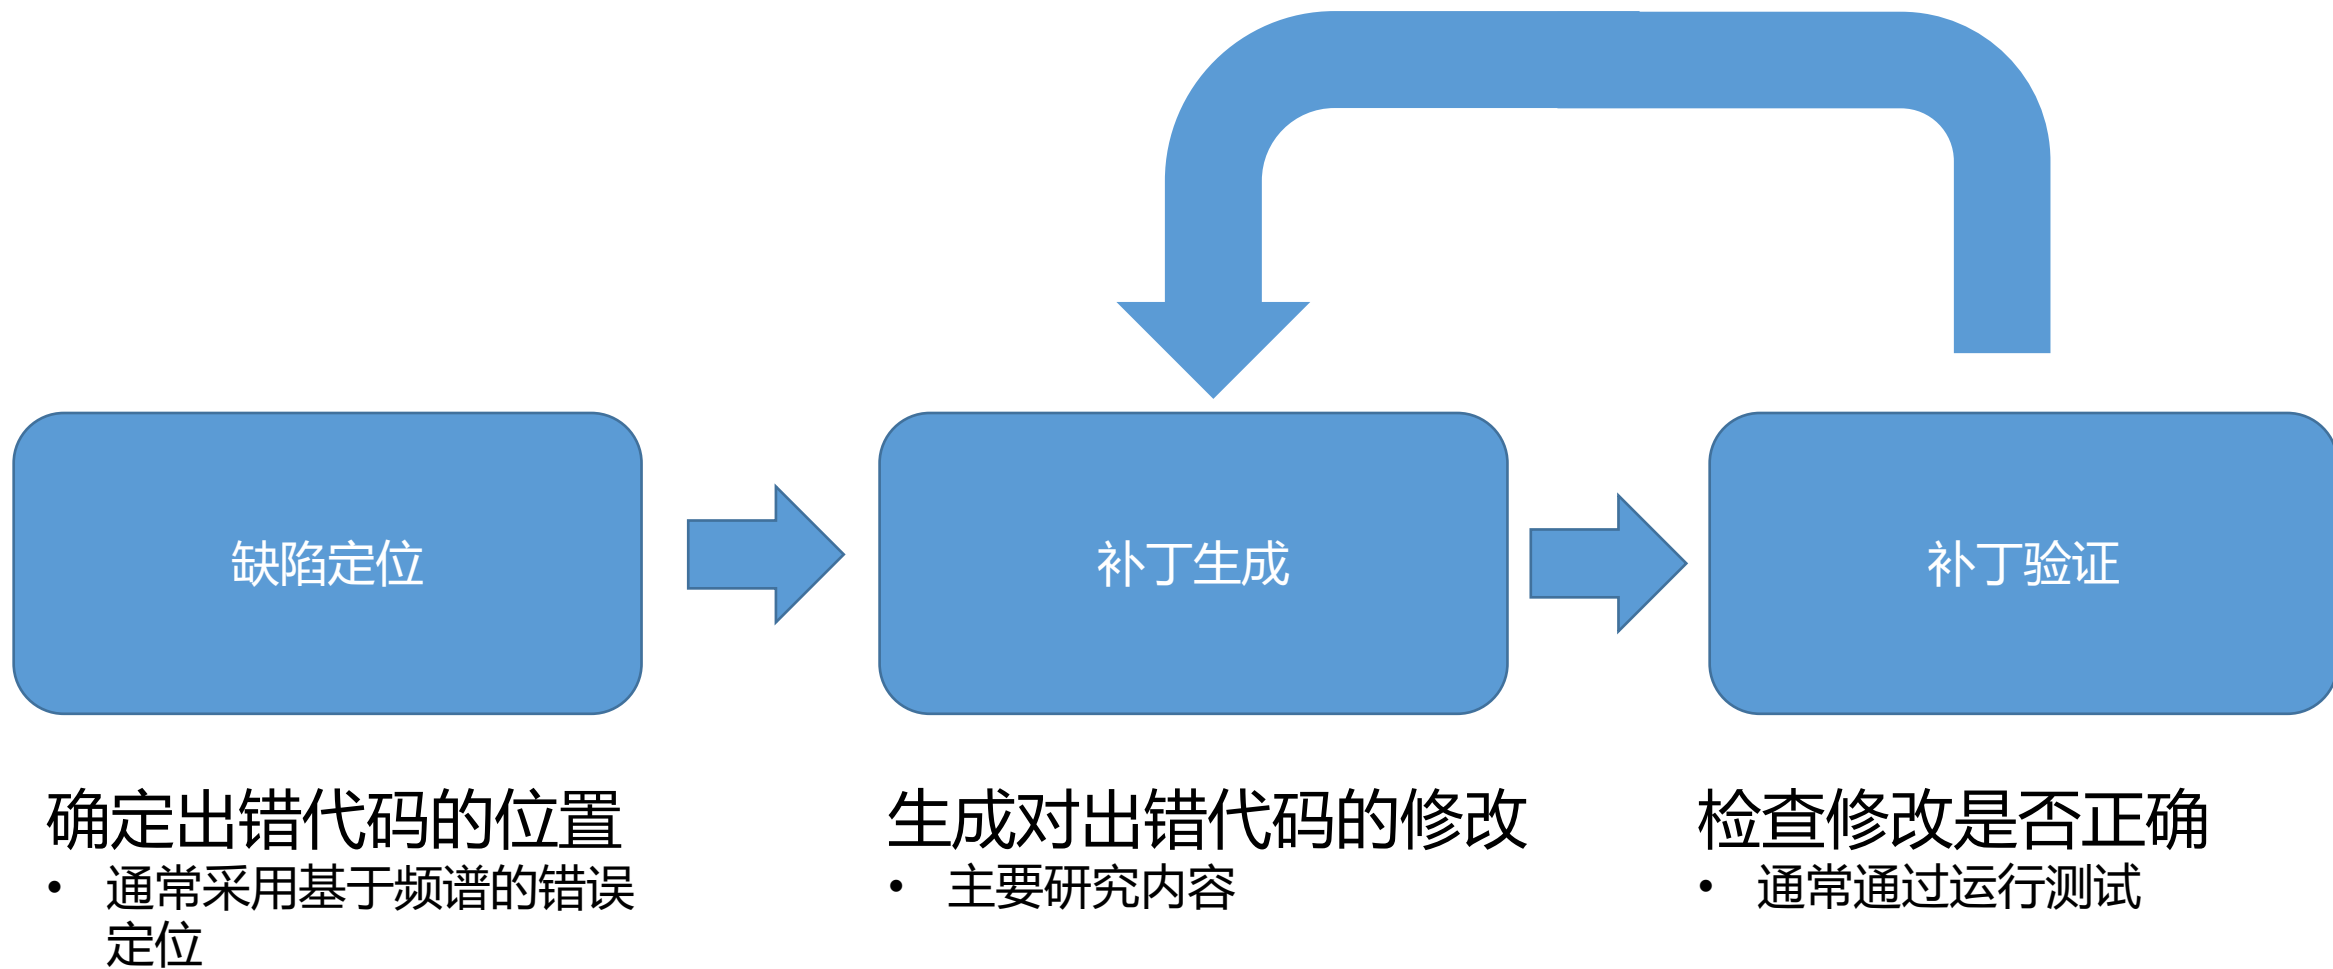 缺陷定位
补丁生成
补丁验证
确定出错代码的位置
• 通常采用基于频谱的错误
定位
生成对出错代码的修改
• 主要研究内容
检查修改是否正确
• 通常通过运行测试